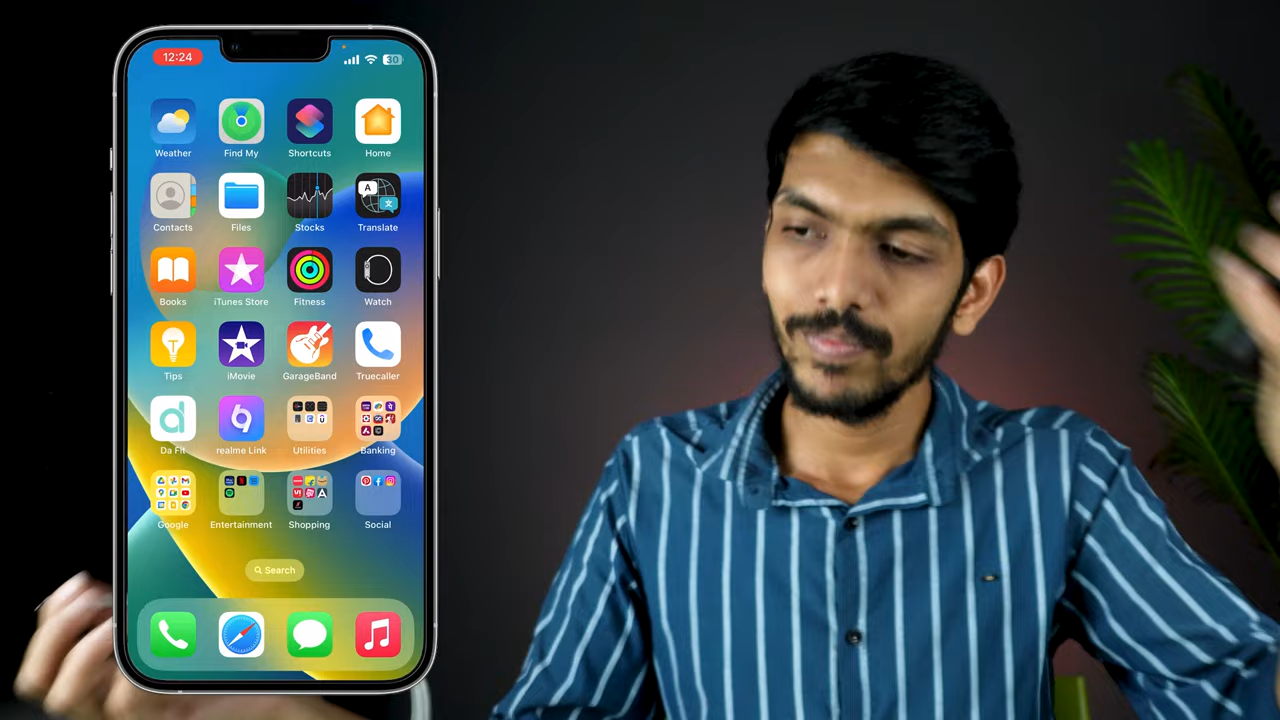 12:24
30
Weather Find My Shortcuts Home
Contacts Files Stocks Translate
Books iTunes Store Fitness Watch
Tips iMovie GarageBand Truecaller
Da Fit realme Link Utilities Banking
Google Entertainment Shopping Social
Search